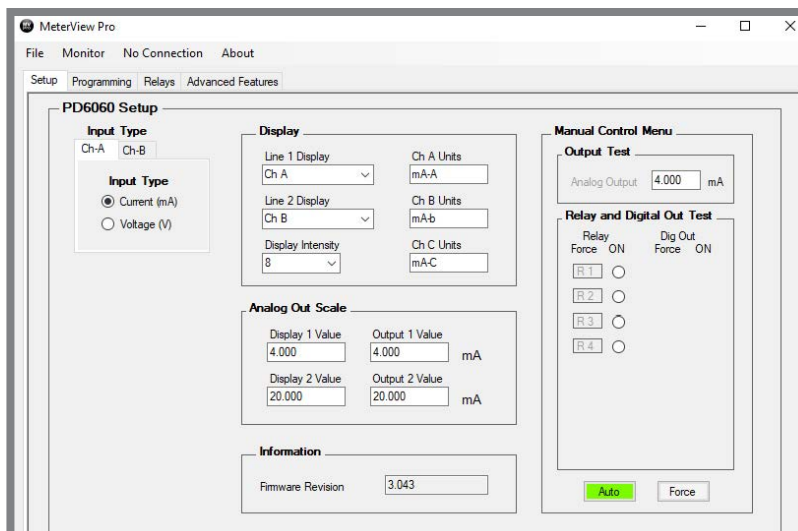 MeterView Pro
File Monitor No Connection About
Setup Programming Relays Advanced Features
PD6060 Setup
Input Type
Ch-A Ch-B
Input Type
Current (mA)
Voltage (V)
Display
Line 1 Display Ch A Units
Ch A mA-A
Line 2 Display Ch B Units
Ch B mA-b
Display Intensity Ch C Units
8 mA-C
Analog Out Scale
Display 1 Value Output 1 Value
4.000 4.000 mA
Display 2 Value Output 2 Value
20.000 20.000 mA
Information
Firmware Revision 3.043
Manual Control Menu
Output Test
Analog Output 4.000 mA
Relay and Digital Out Test
Relay Dig Out
Force ON Force ON
R 1
R 2
R 3
R 4
Auto Force